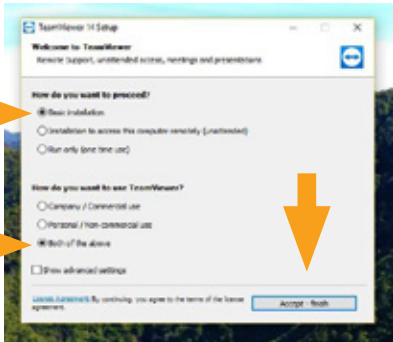 TeamViewer 14 Setup
Welcome to TeamViewer
Remote Support, unattended access, meetings and presentations
How do you want to proceed?
Basic installation
Installation to access this computer remotely (unattended)
Run only (one time use)
How do you want to use TeamViewer?
Company / Commercial use
Personal / Non-commercial use
Both of the above
Show advanced settings
License Agreement: By continuing, you agree to the terms of the license
agreement.
Accept - finish